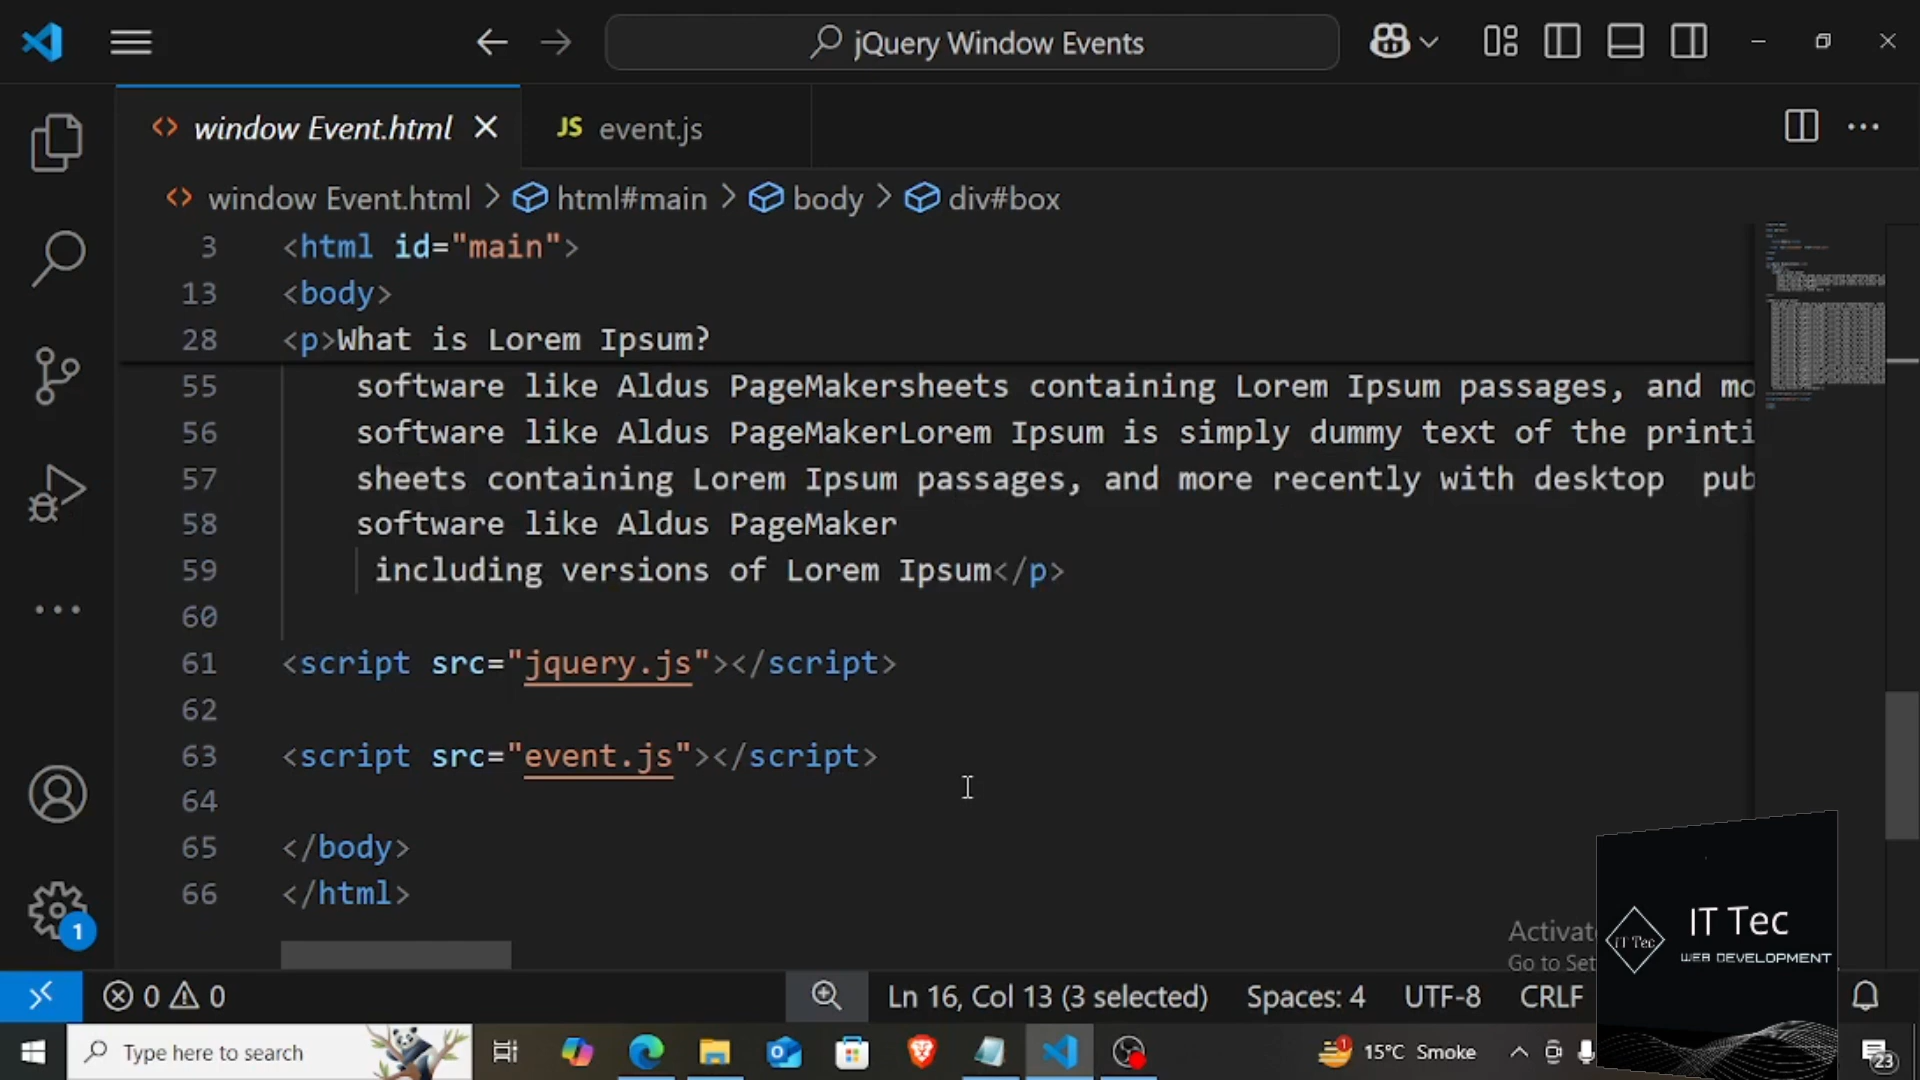 jQuery Window Events
window Event.html
JS event.js
window Event.html > html#main > body > div#box
3 <html id="main">
13 <body>
28 <p>What is Lorem Ipsum?
55 software like Aldus PageMakersheets containing Lorem Ipsum passages, and mo
56 software like Aldus PageMakerLorem Ipsum is simply dummy text of the printi
57 sheets containing Lorem Ipsum passages, and more recently with desktop  pub
58 software like Aldus PageMaker
59 including versions of Lorem Ipsum</p>
60
61 <script src="jquery.js"></script>
62
63 <script src="event.js"></script>
64
65 </body>
66 </html>
Activat
Go to Set
IT Tec
IT Tec
WEB DEVELOPMENT
1
0 0
Ln 16, Col 13 (3 selected)
Spaces: 4
UTF-8
CRLF
Type here to search
1
15°C Smoke
23